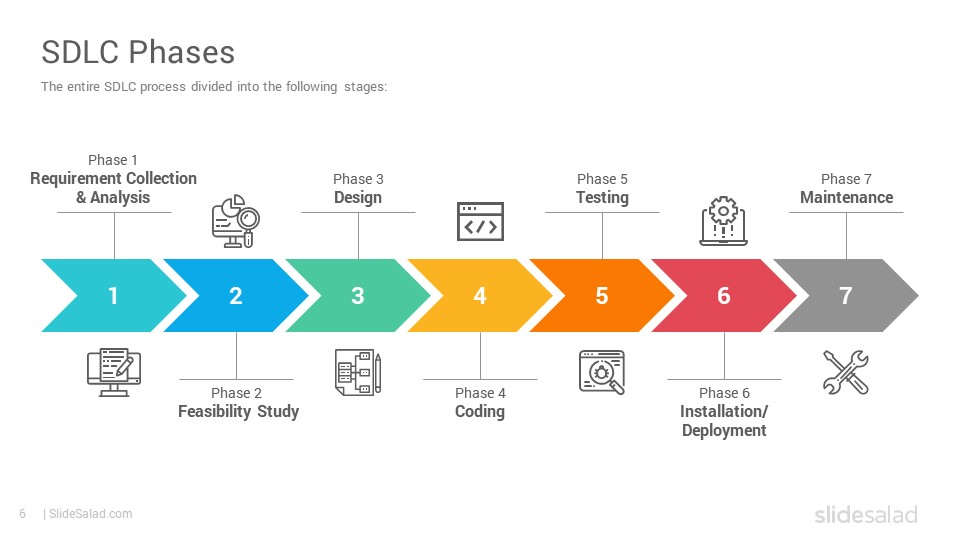 SDLC Phases
The entire SDLC process divided into the following stages:
Phase 1
Requirement Collection
& Analysis
Phase 3
Design
Phase 5
Testing
Phase 7
Maintenance
</>
1
2
3
4
5
6
7
Phase 2
Feasibility Study
Phase 4
Coding
Phase 6
Installation/
Deployment
6 | SlideSalad.com
slidesalad